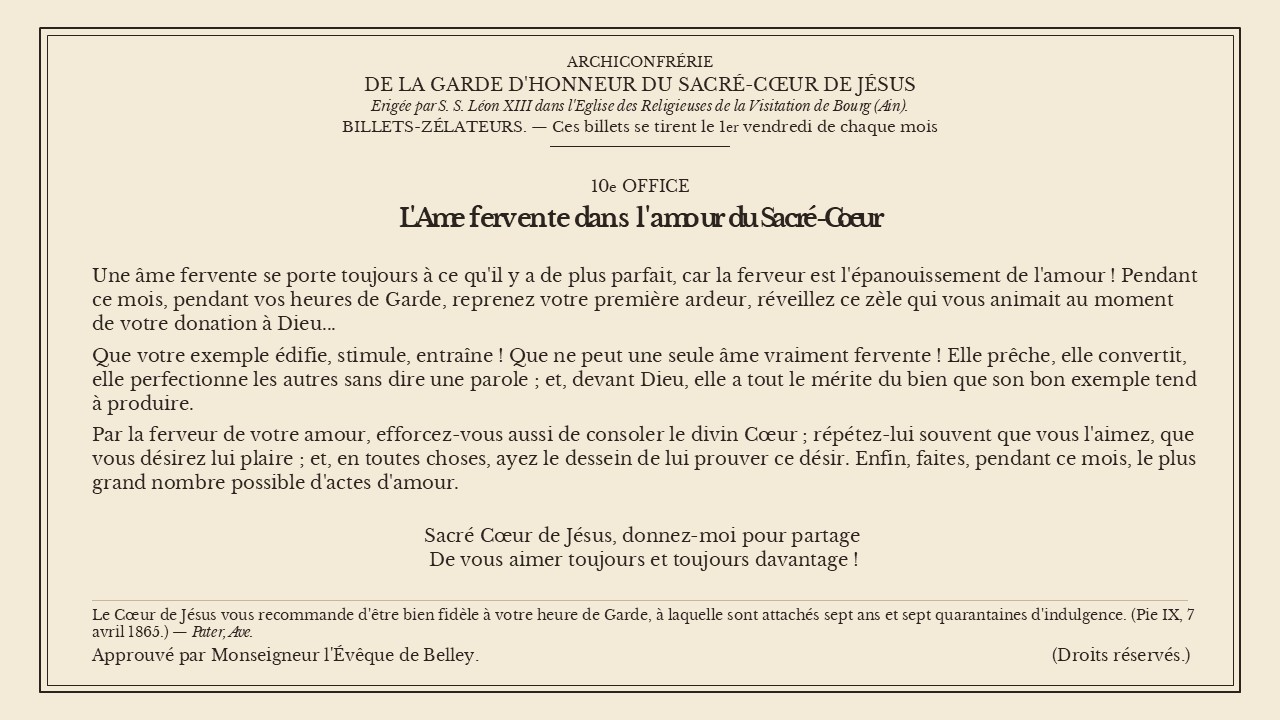 ARCHICONFRÉRIE
DE LA GARDE D'HONNEUR DU SACRÉ-CŒUR DE JÉSUS
Erigée par S. S. Léon XIII dans l'Eglise des Religieuses de la Visitation de Bourg (Ain).
BILLETS-ZÉLATEURS. — Ces billets se tirent le 1er vendredi de chaque mois
10e OFFICE
L'Ame fervente dans l'amour du Sacré-Cœur
Une âme fervente se porte toujours à ce qu'il y a de plus parfait, car la ferveur est l'épanouissement de l'amour ! Pendant
ce mois, pendant vos heures de Garde, reprenez votre première ardeur, réveillez ce zèle qui vous animait au moment
de votre donation à Dieu...
Que votre exemple édifie, stimule, entraîne ! Que ne peut une seule âme vraiment fervente ! Elle prêche, elle convertit,
elle perfectionne les autres sans dire une parole ; et, devant Dieu, elle a tout le mérite du bien que son bon exemple tend
à produire.
Par la ferveur de votre amour, efforcez-vous aussi de consoler le divin Cœur ; répétez-lui souvent que vous l'aimez, que
vous désirez lui plaire ; et, en toutes choses, ayez le dessein de lui prouver ce désir. Enfin, faites, pendant ce mois, le plus
grand nombre possible d'actes d'amour.
Sacré Cœur de Jésus, donnez-moi pour partage
De vous aimer toujours et toujours davantage !
Le Cœur de Jésus vous recommande d'être bien fidèle à votre heure de Garde, à laquelle sont attachés sept ans et sept quarantaines d'indulgence. (Pie IX, 7
avril 1865.) — Pater, Ave.
Approuvé par Monseigneur l'Évêque de Belley. (Droits réservés.)